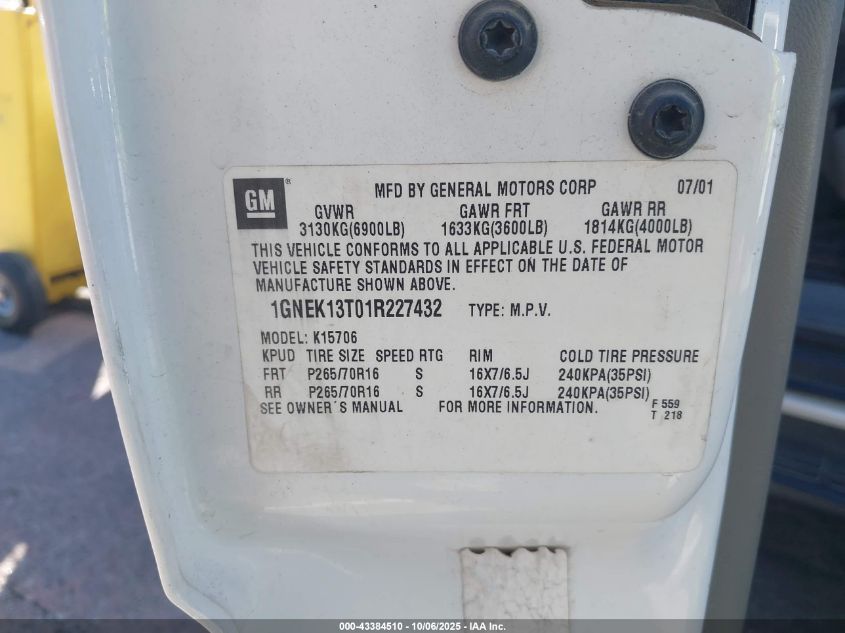 GM ®
MFD BY GENERAL MOTORS CORP 07/01
GVWR GAWR FRT GAWR RR
3130KG(6900LB) 1633KG(3600LB) 1814KG(4000LB)
THIS VEHICLE CONFORMS TO ALL APPLICABLE U.S. FEDERAL MOTOR
VEHICLE SAFETY STANDARDS IN EFFECT ON THE DATE OF
MANUFACTURE SHOWN ABOVE.
1GNEK13T01R227432 TYPE: M.P.V.
MODEL: K15706
KPUD TIRE SIZE SPEED RTG RIM COLD TIRE PRESSURE
FRT P265/70R16 S 16X7/6.5J 240KPA(35PSI)
RR P265/70R16 S 16X7/6.5J 240KPA(35PSI)
SEE OWNER'S MANUAL FOR MORE INFORMATION. F 559
T 218
000-43384510 - 10/06/2025 - IAA Inc.